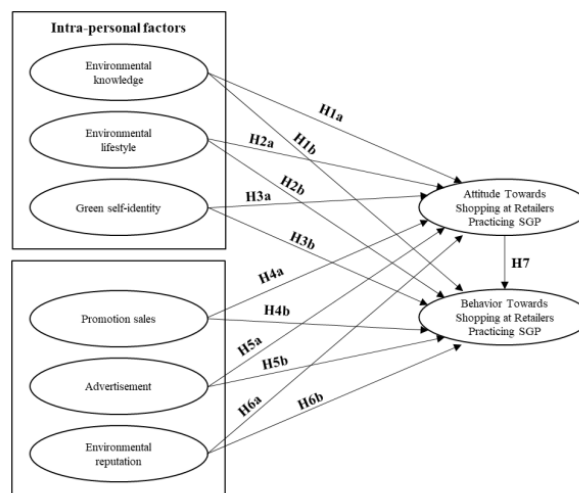 Intra-personal factors
Environmental
knowledge
Environmental
lifestyle
Green self-identity
Promotion sales
Advertisement
Environmental
reputation
H1a
H1b
H2a
H2b
H3a
H3b
H4a
H4b
H5a
H5b
H6a
H6b
Attitude Towards
Shopping at Retailers
Practicing SGP
H7
Behavior Towards
Shopping at Retailers
Practicing SGP